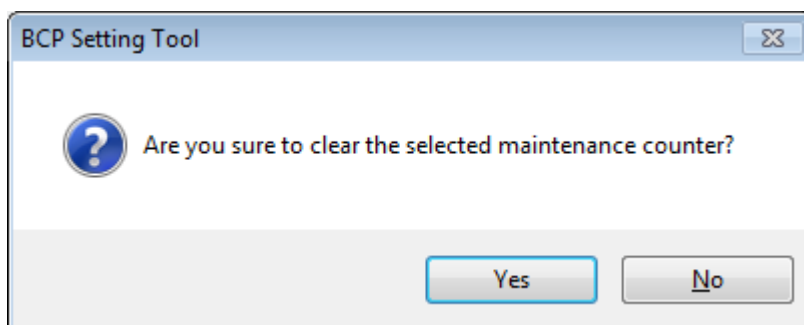 BCP Setting Tool
Are you sure to clear the selected maintenance counter?
Yes
No